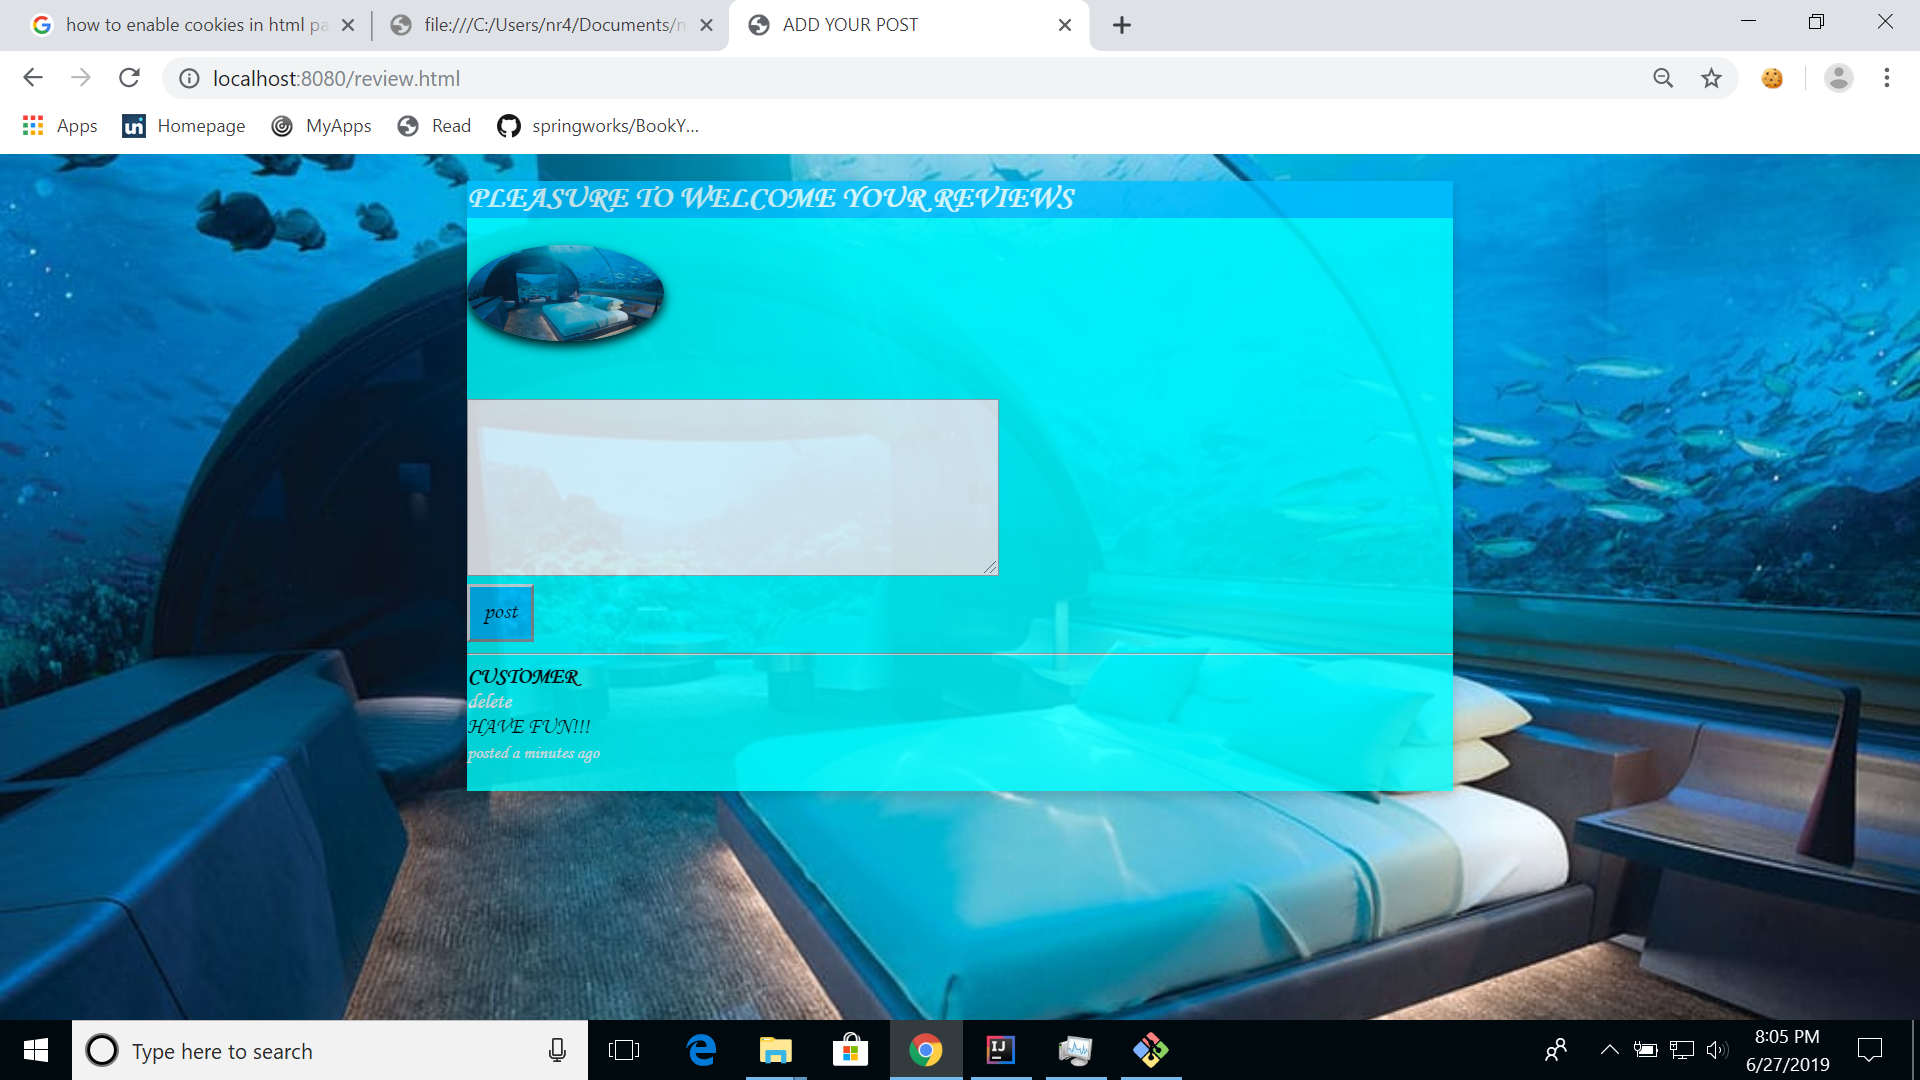 how to enable cookies in html pa
file:///C:/Users/nr4/Documents/n
ADD YOUR POST
localhost:8080/review.html
Apps
Homepage
MyApps
Read
springworks/BookY...
PLEASURE TO WELCOME YOUR REVIEWS
post
CUSTOMER
delete
HAVE FUN!!!
posted a minutes ago
Type here to search
8:05 PM
6/27/2019